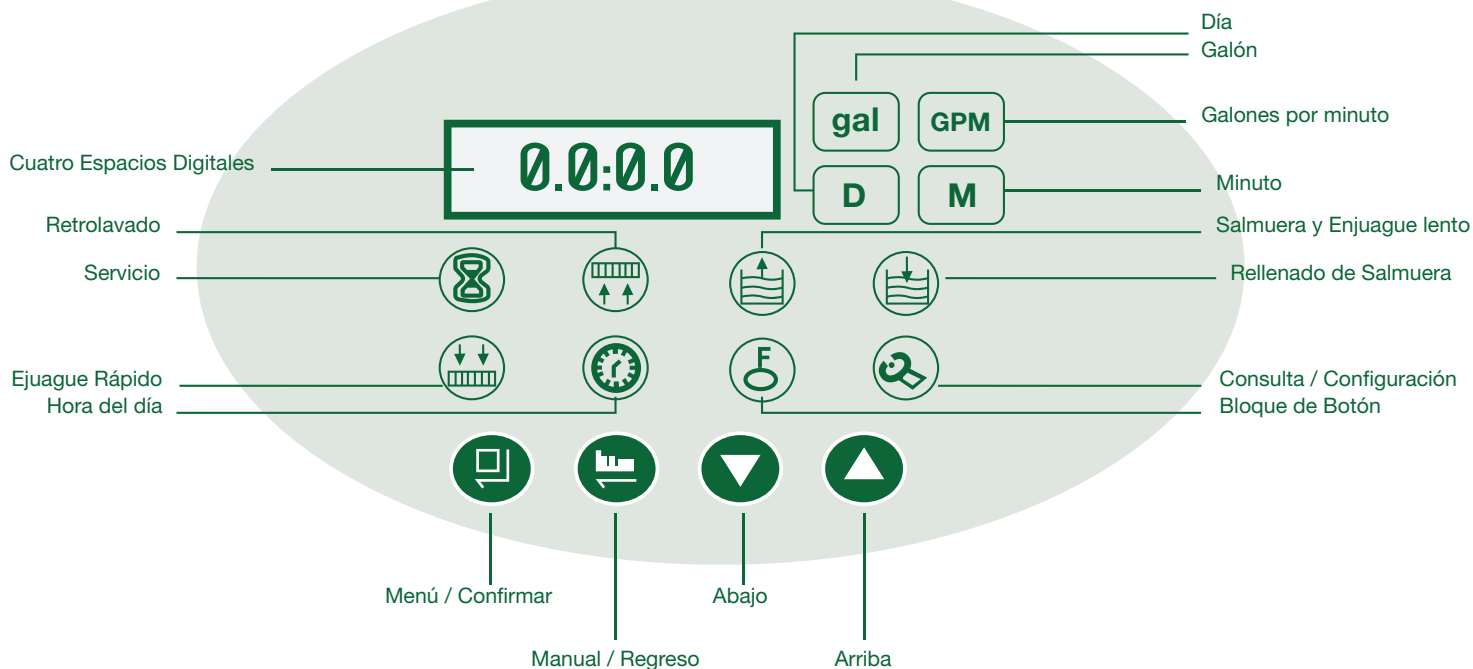 Día
Galón
gal
GPM
Galones por minuto
Cuatro Espacios Digitales
0.0:0.0
D
M
Minuto
Retrolavado
Salmuera y Enjuague lento
Servicio
Rellenado de Salmuera
Ejuague Rápido
Hora del día
Consulta / Configuración
Bloque de Botón
Menú / Confirmar
Abajo
Manual / Regreso
Arriba